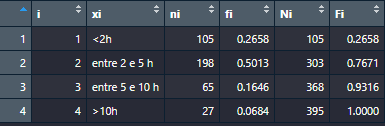 i xi ni fi Ni Fi
1 1 <2h 105 0.2658 105 0.2658
2 2 entre 2 e 5 h 198 0.5013 303 0.7671
3 3 entre 5 e 10 h 65 0.1646 368 0.9316
4 4 >10h 27 0.0684 395 1.0000